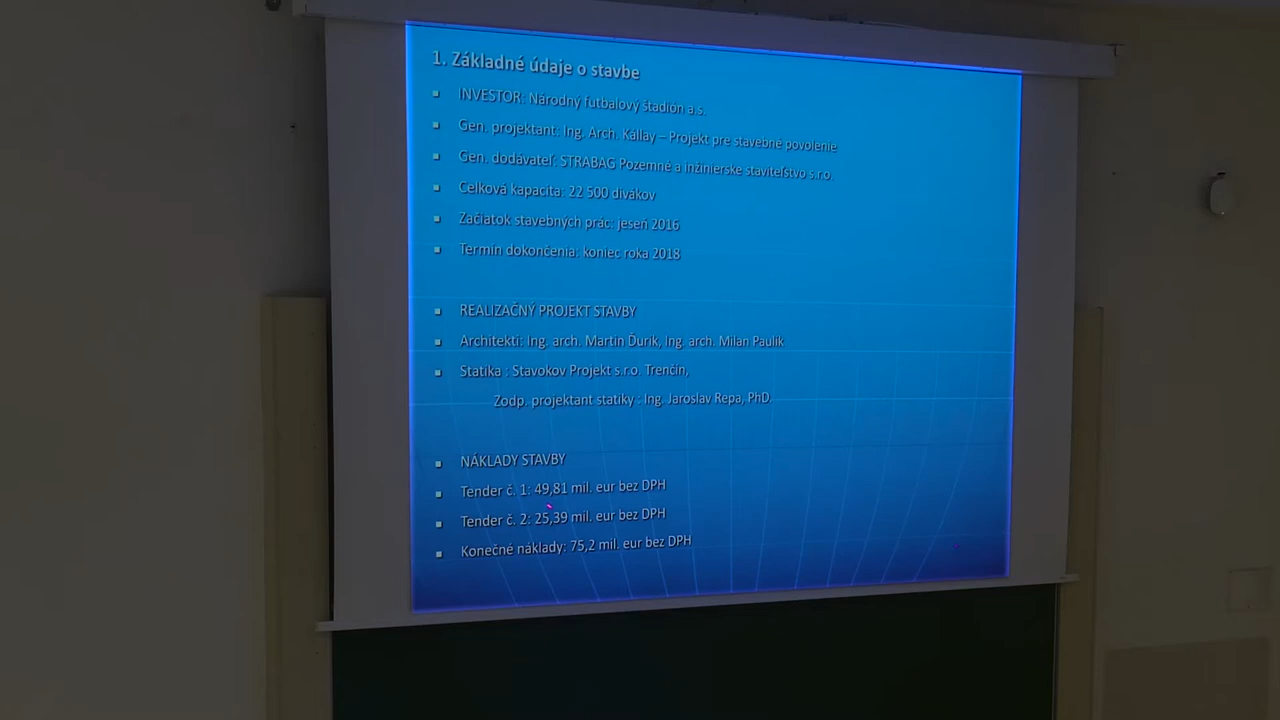 1. Základné údaje o stavbe
INVESTOR: Národný futbalový štadión a.s.
Gen. projektant: Ing. Arch. Kállay – Projekt pre stavebné povolenie
Gen. dodávateľ: STRABAG Pozemné a inžinierske staviteľstvo s.r.o.
Celková kapacita: 22 500 divákov
Začiatok stavebných prác: jeseň 2016
Termín dokončenia: koniec roka 2018
REALIZAČNÝ PROJEKT STAVBY
Architekti: Ing. arch. Martin Ďurík, Ing. arch. Milan Paulík
Statika : Stavokov Projekt s.r.o. Trenčín,
Zodp. projektant statiky : Ing. Jaroslav Repa, PhD.
NÁKLADY STAVBY
Tender č. 1: 49,81 mil. eur bez DPH
Tender č. 2: 25,39 mil. eur bez DPH
Konečné náklady: 75,2 mil. eur bez DPH